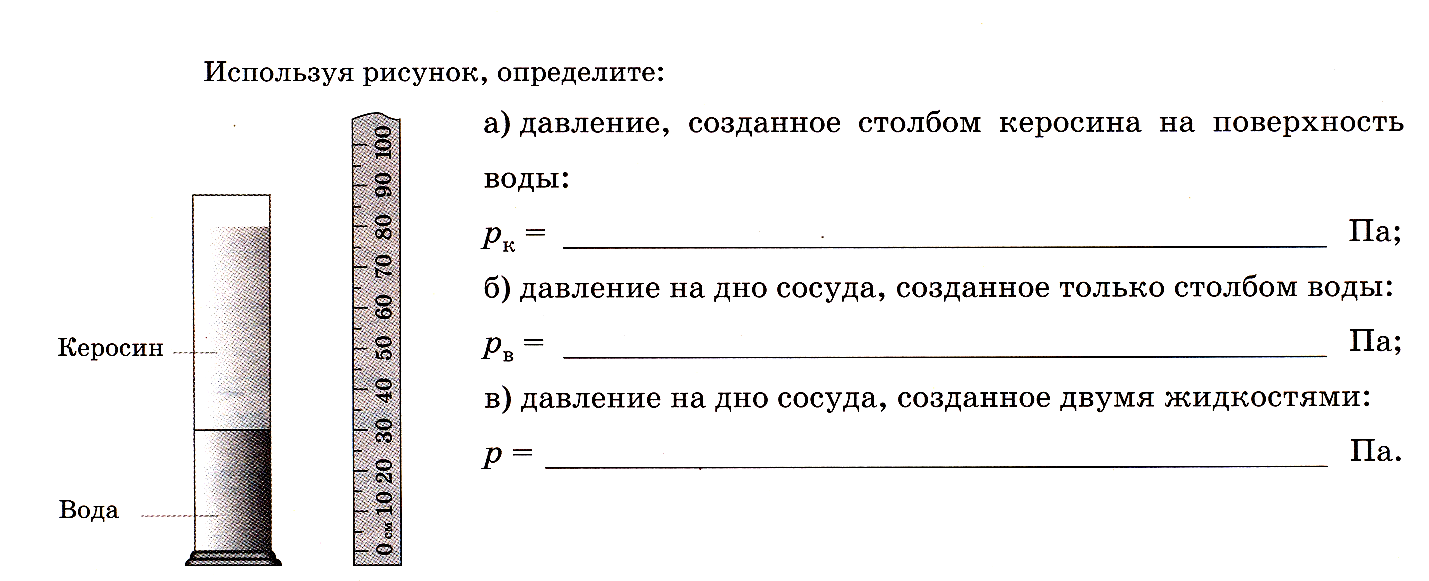 Используя рисунок, определите:
а) давление, созданное столбом керосина на поверхность
воды:
pк = Па;
б) давление на дно сосуда, созданное только столбом воды:
pв = Па;
в) давление на дно сосуда, созданное двумя жидкостями:
p = Па.
Керосин
Вода
0 см 10 20 30 40 50 60 70 80 90 100